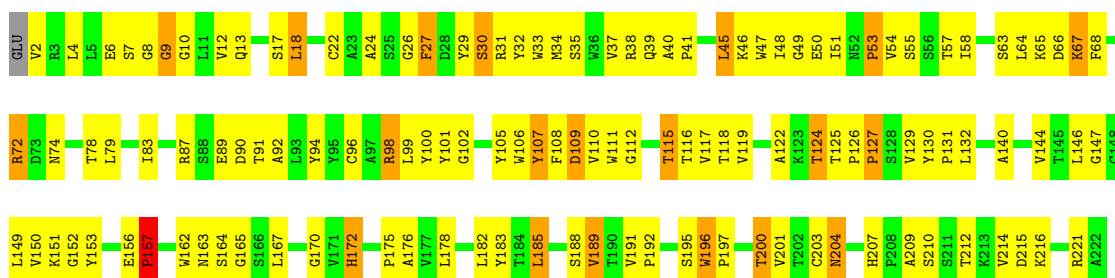 GLU V2 R3 L4 L5 E6 S7 G8 G9 G10 L11 V12 Q13 S17 L18 C22 A23 A24 S25 G26 F27 D28 Y29 S30 R31 Y32 W33 M34 S35 W36 V37 R38 Q39 A40 P41 L45 K46 W47 I48 G49 E50 I51 N52 P53 V54 S55 S56 T57 I58 S63 L64 K65 D66 K67 F68
R72 D73 N74 T78 L79 I83 R87 S88 E89 D90 T91 A92 L93 Y94 Y95 C96 A97 R98 L99 Y100 Y101 G102 Y105 W106 Y107 F108 D109 V110 W111 G112 T115 T116 V117 T118 V119 A122 K123 T124 T125 P126 P127 S128 V129 Y130 P131 L132 A140 V144 T145 L146 G147 G148
L149 V150 K151 G152 Y153 E156 P157 W162 N163 S164 G165 S166 L167 G170 V171 H172 P175 A176 V177 L178 L182 Y183 T184 L185 S188 V189 T190 V191 P192 S195 W196 P197 T200 V201 T202 C203 N204 H207 P208 A209 S210 S211 T212 K213 V214 D215 K216 R221 A222